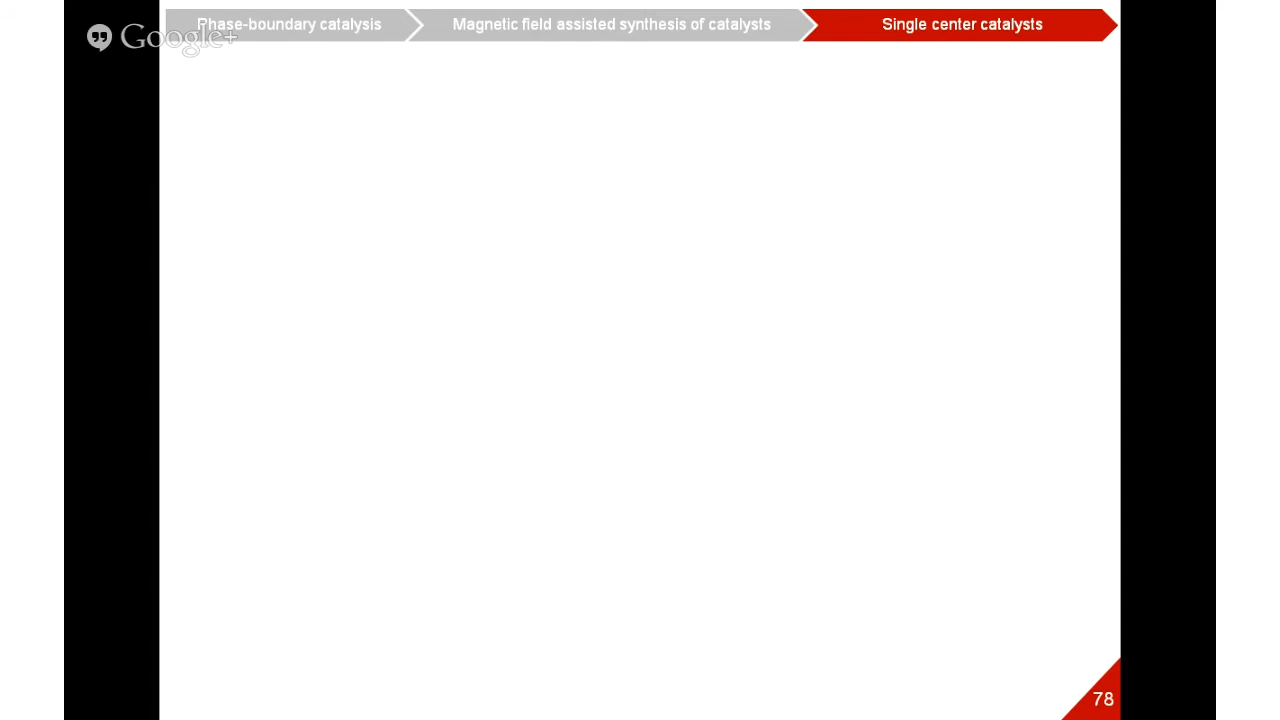 Phase-boundary catalysis
Magnetic field assisted synthesis of catalysts
Single center catalysts
Google+
78